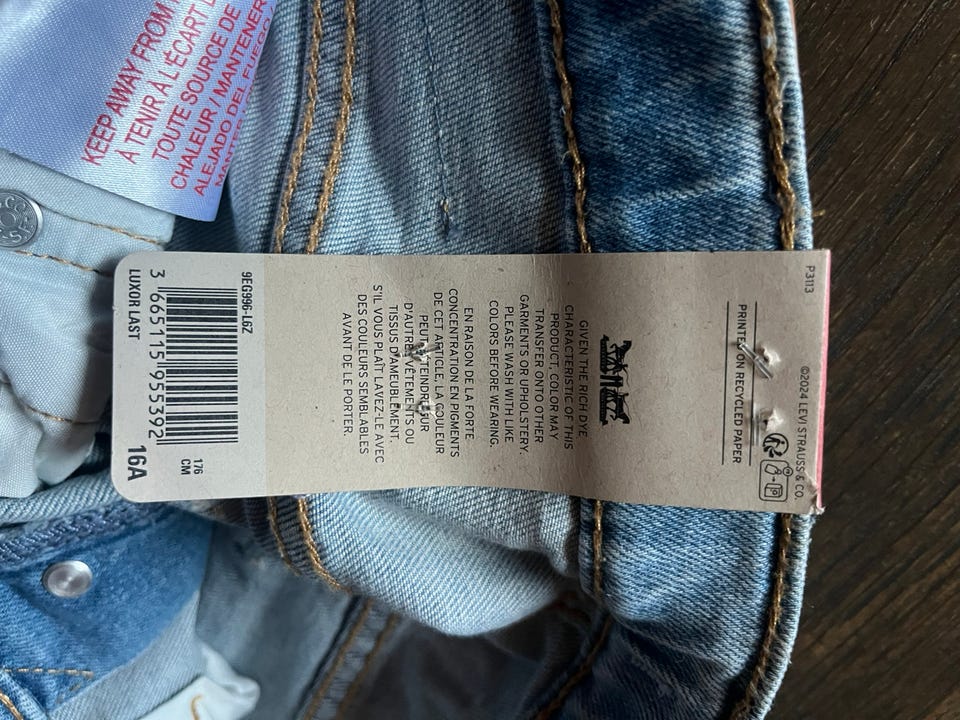 KEEP AWAY FROM
À TENIR À L'ÉCART
TOUTE SOURCE DE
CHALEUR / MANTENER
ALEJADO DEL FUEGO
P3113
©2024 LEVI STRAUSS & CO.
PRINTED ON RECYCLED PAPER
GIVEN THE RICH DYE
CHARACTERISTIC OF THIS
PRODUCT, COLOR MAY
TRANSFER ONTO OTHER
GARMENTS OR UPHOLSTERY.
PLEASE WASH WITH LIKE
COLORS BEFORE WEARING.
EN RAISON DE LA FORTE
CONCENTRATION EN PIGMENTS
DE CET ARTICLE, LA COULEUR
PEUT DÉTEINDRE SUR
D'AUTRES VÊTEMENTS OU
TISSUS D'AMEUBLEMENT.
S'IL VOUS PLAÎT LAVEZ-LE AVEC
DES COULEURS SEMBLABLES
AVANT DE LE PORTER.
9EG996-L6Z
176
CM
3 665115 955392
LUXOR LAST
16A